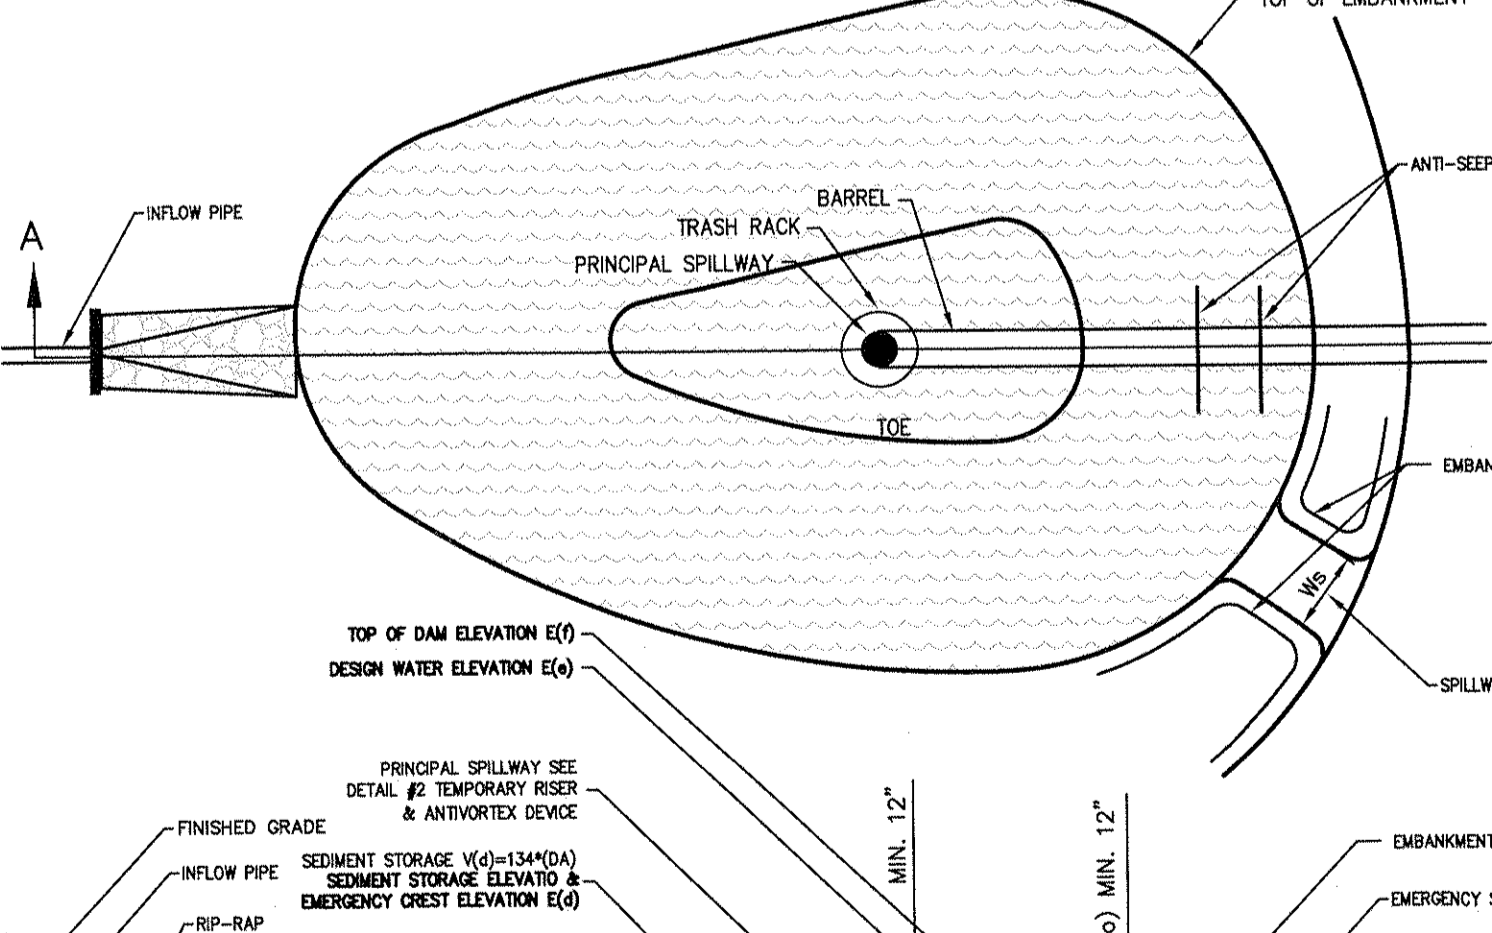 TOP OF EMBANKMENT
INFLOW PIPE
A
BARREL
TRASH RACK
PRINCIPAL SPILLWAY
ANTI-SEEP
TOE
EMBAN
Ws
SPILLW
TOP OF DAM ELEVATION E(f)
DESIGN WATER ELEVATION E(e)
PRINCIPAL SPILLWAY SEE
DETAIL #2 TEMPORARY RISER
& ANTIVORTEX DEVICE
MIN. 12"
o) MIN. 12"
FINISHED GRADE
EMBANKMENT
INFLOW PIPE
SEDIMENT STORAGE V(d)=134*(DA)
SEDIMENT STORAGE ELEVATIO &
EMERGENCY CREST ELEVATION E(d)
EMERGENCY S
RIP-RAP